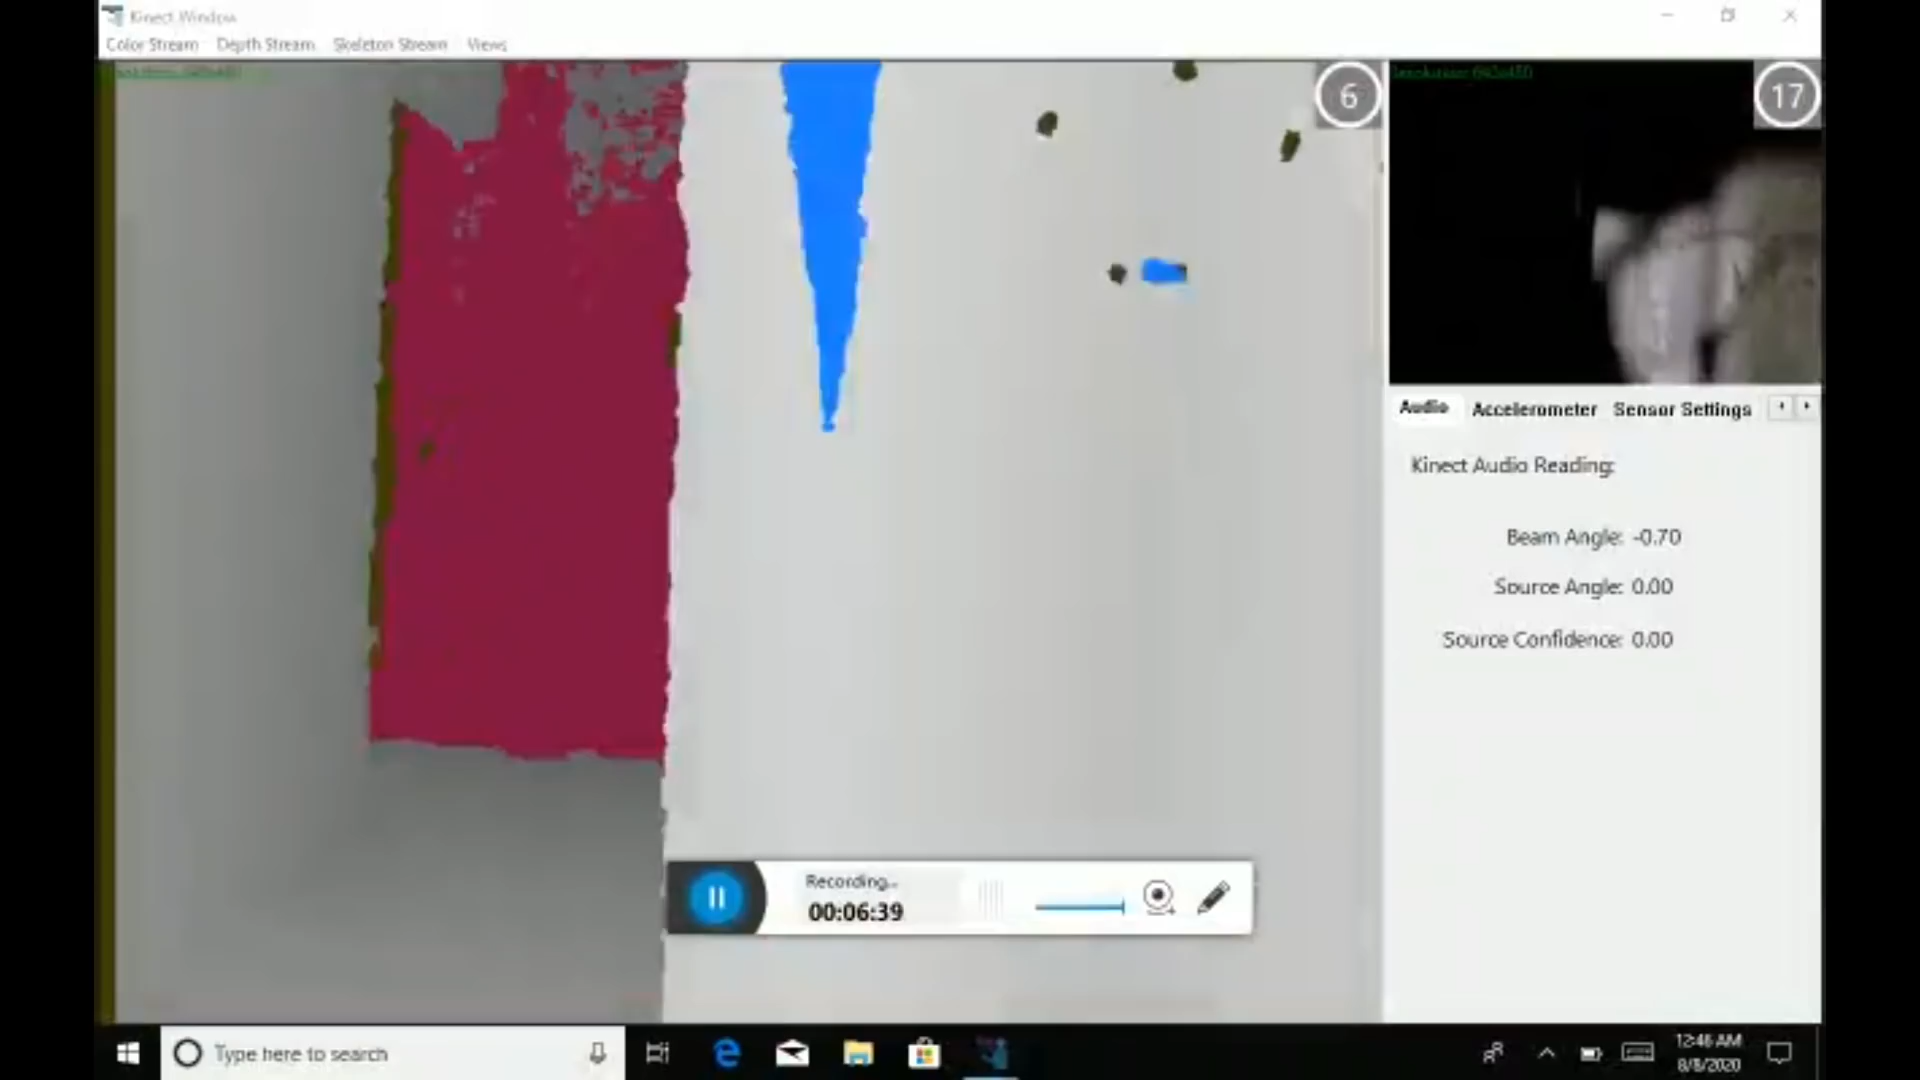 Kinect Window
Color Stream Depth Stream Skeleton Stream Views
6
17
Audio Accelerometer Sensor Settings
Kinect Audio Reading:
Beam Angle: -0.70
Source Angle: 0.00
Source Confidence: 0.00
Recording...
00:06:39
Type here to search
12:46 AM
8/8/2020